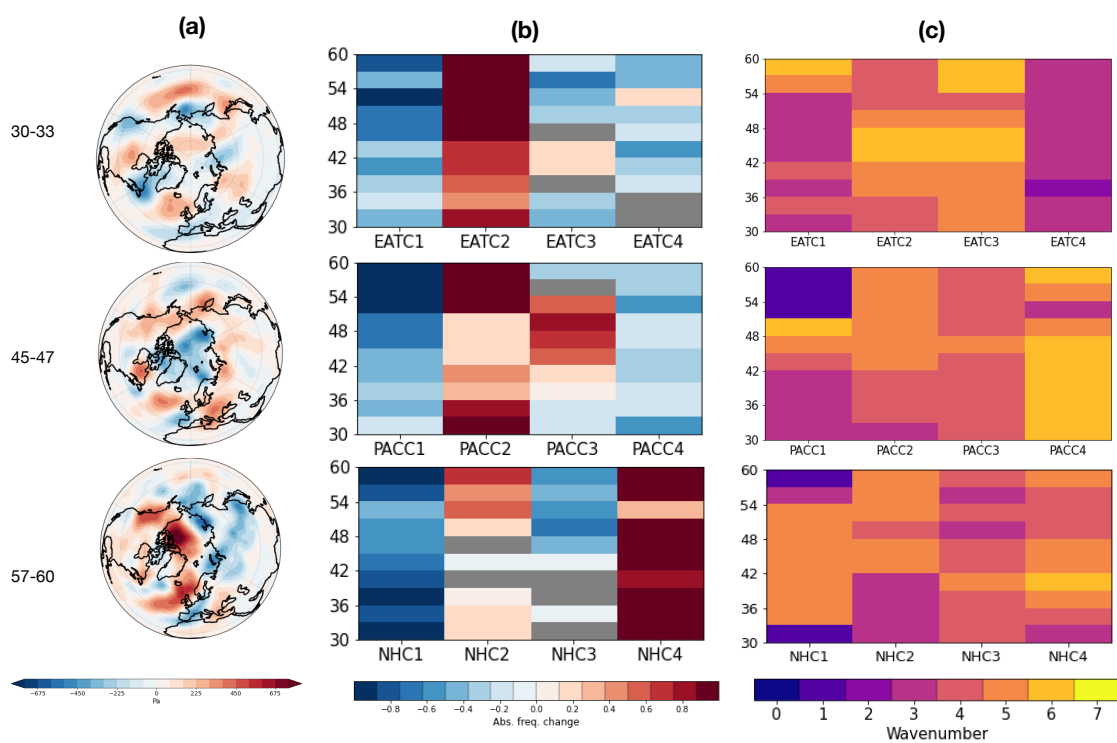 (a)
(b)
(c)
30-33
45-47
57-60
60
54
48
42
36
30
EATC1 EATC2 EATC3 EATC4
60
54
48
42
36
30
EATC1 EATC2 EATC3 EATC4
60
54
48
42
36
30
PACC1 PACC2 PACC3 PACC4
60
54
48
42
36
30
PACC1 PACC2 PACC3 PACC4
60
54
48
42
36
30
NHC1 NHC2 NHC3 NHC4
60
54
48
42
36
30
NHC1 NHC2 NHC3 NHC4
−675 −450 −225 0 225 450 675
Pa
−0.8 −0.6 −0.4 −0.2 0.0 0.2 0.4 0.6 0.8
Abs. freq. change
0 1 2 3 4 5 6 7
Wavenumber